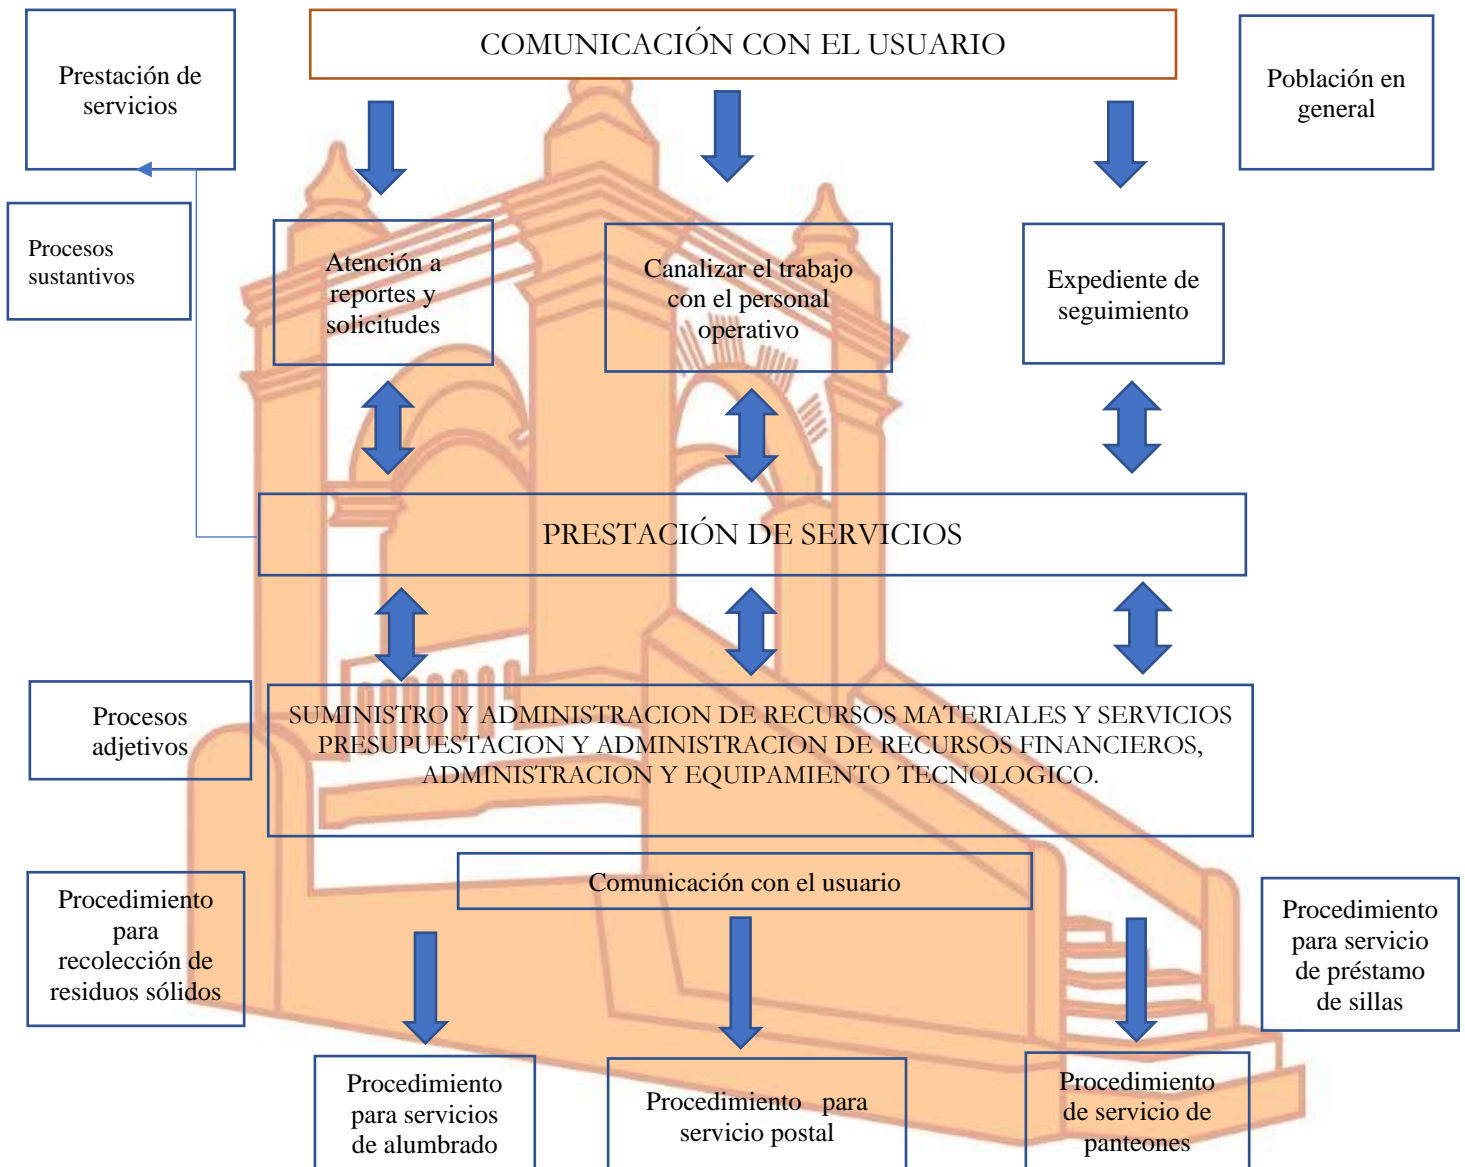 COMUNICACIÓN CON EL USUARIO
Prestación de
servicios
Población en
general
Procesos
sustantivos
Atención a
reportes y
solicitudes
Canalizar el trabajo
con el personal
operativo
Expediente de
seguimiento
PRESTACIÓN DE SERVICIOS
Procesos
adjetivos
SUMINISTRO Y ADMINISTRACION DE RECURSOS MATERIALES Y SERVICIOS
PRESUPUESTACION Y ADMINISTRACION DE RECURSOS FINANCIEROS,
ADMINISTRACION Y EQUIPAMIENTO TECNOLOGICO.
Comunicación con el usuario
Procedimiento
para
recolección de
residuos sólidos
Procedimiento
para servicio
de préstamo
de sillas
Procedimiento
para servicios
de alumbrado
Procedimiento para
servicio postal
Procedimiento
de servicio de
panteones